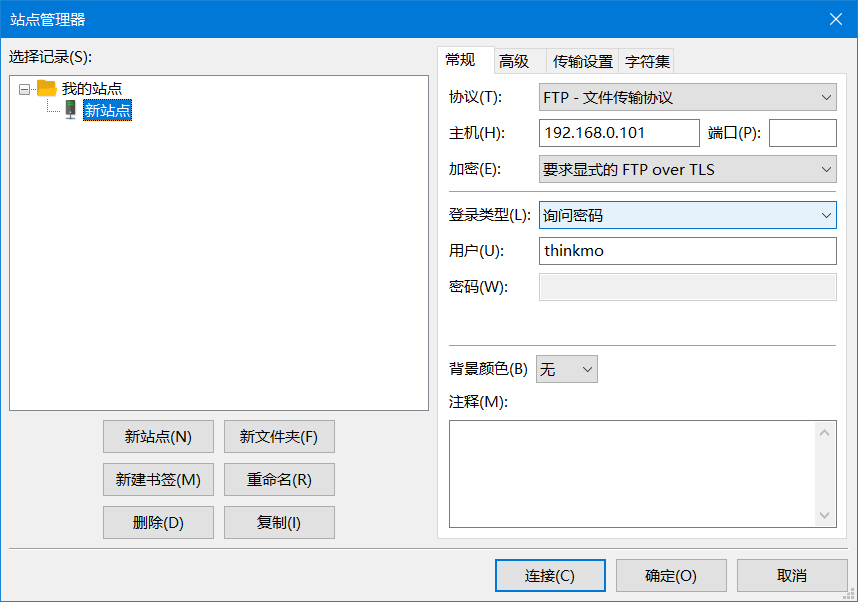 站点管理器
选择记录(S):
我的站点
新站点
新站点(N) 新文件夹(F)
新建书签(M) 重命名(R)
删除(D) 复制(I)
常规 高级 传输设置 字符集
协议(T): FTP - 文件传输协议
主机(H): 192.168.0.101 端口(P):
加密(E): 要求显式的 FTP over TLS
登录类型(L): 询问密码
用户(U): thinkmo
密码(W):
背景颜色(B) 无
注释(M):
连接(C) 确定(O) 取消